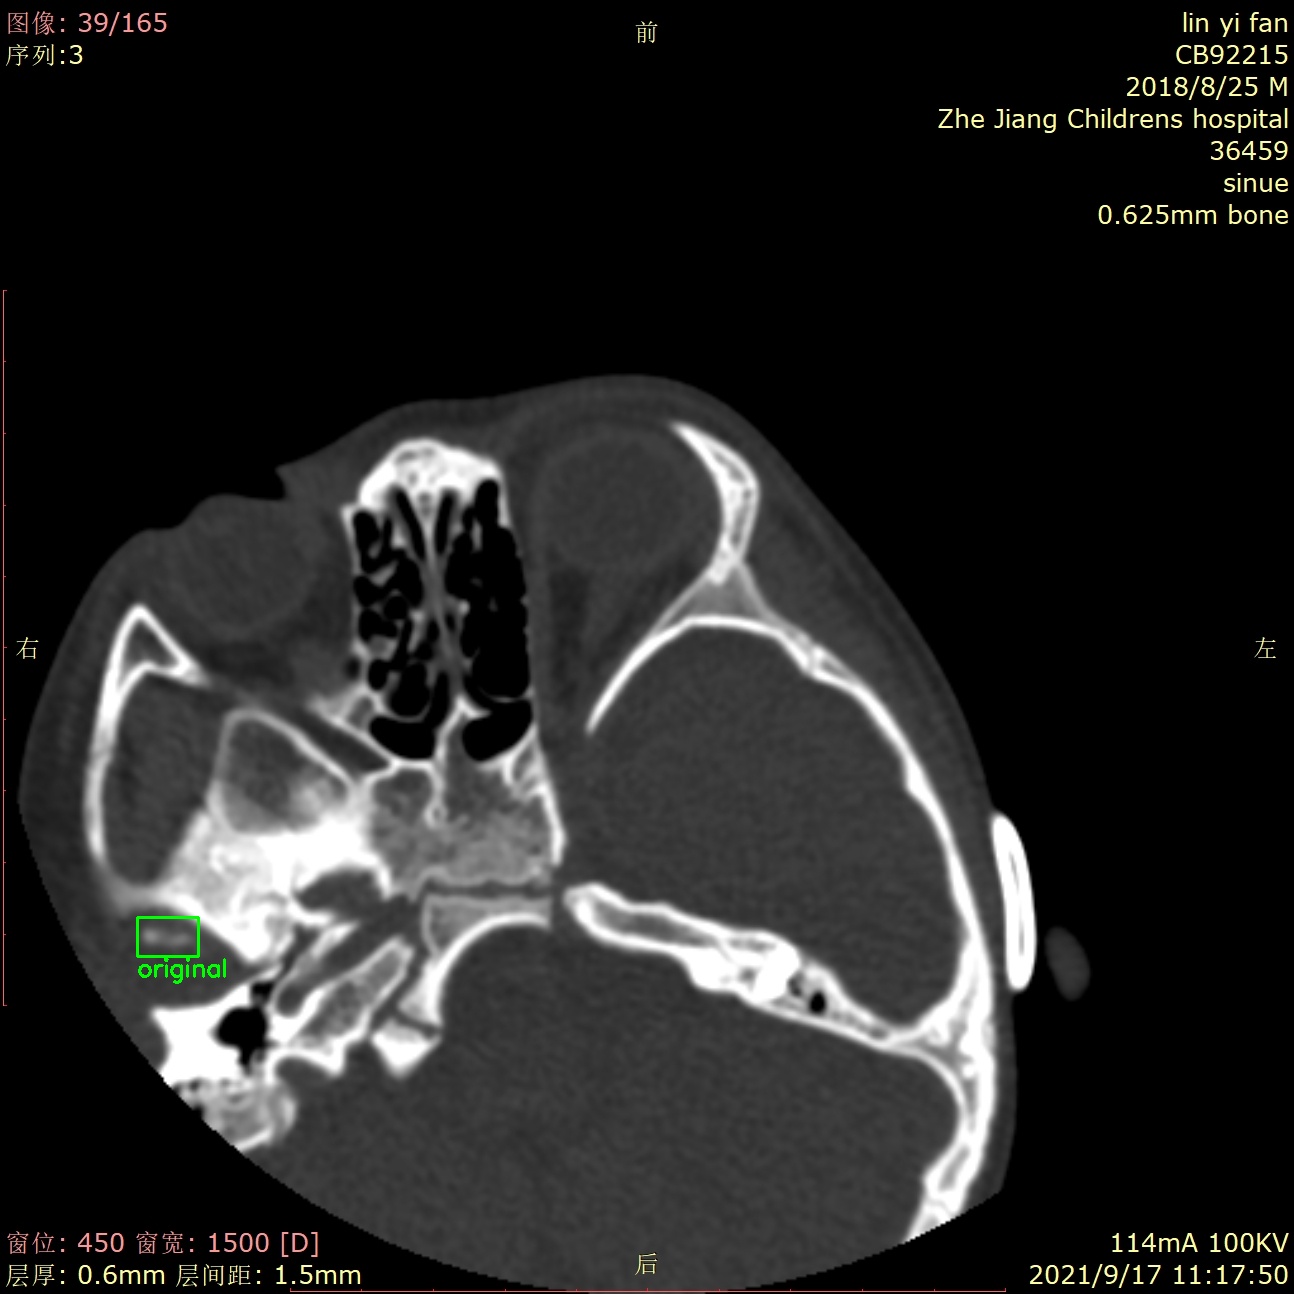 图像: 39/165
序列:3
前
lin yi fan
CB92215
2018/8/25 M
Zhe Jiang Childrens hospital
36459
sinue
0.625mm bone
右
左
original
窗位: 450 窗宽: 1500 [D]
层厚: 0.6mm 层间距: 1.5mm
后
114mA 100KV
2021/9/17 11:17:50